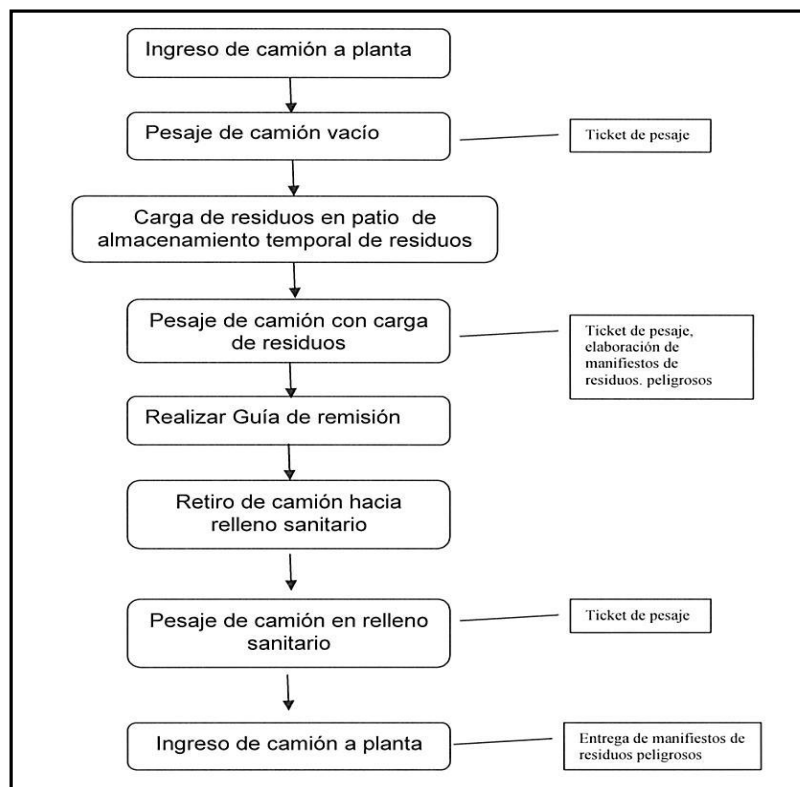 Ingreso de camión a planta
Pesaje de camión vacío
Ticket de pesaje
Carga de residuos en patio de
almacenamiento temporal de residuos
Pesaje de camión con carga
de residuos
Ticket de pesaje,
elaboración de
manifiestos de
residuos. peligrosos
Realizar Guía de remisión
Retiro de camión hacia
relleno sanitario
Pesaje de camión en relleno
sanitario
Ticket de pesaje
Ingreso de camión a planta
Entrega de manifiestos de
residuos peligrosos